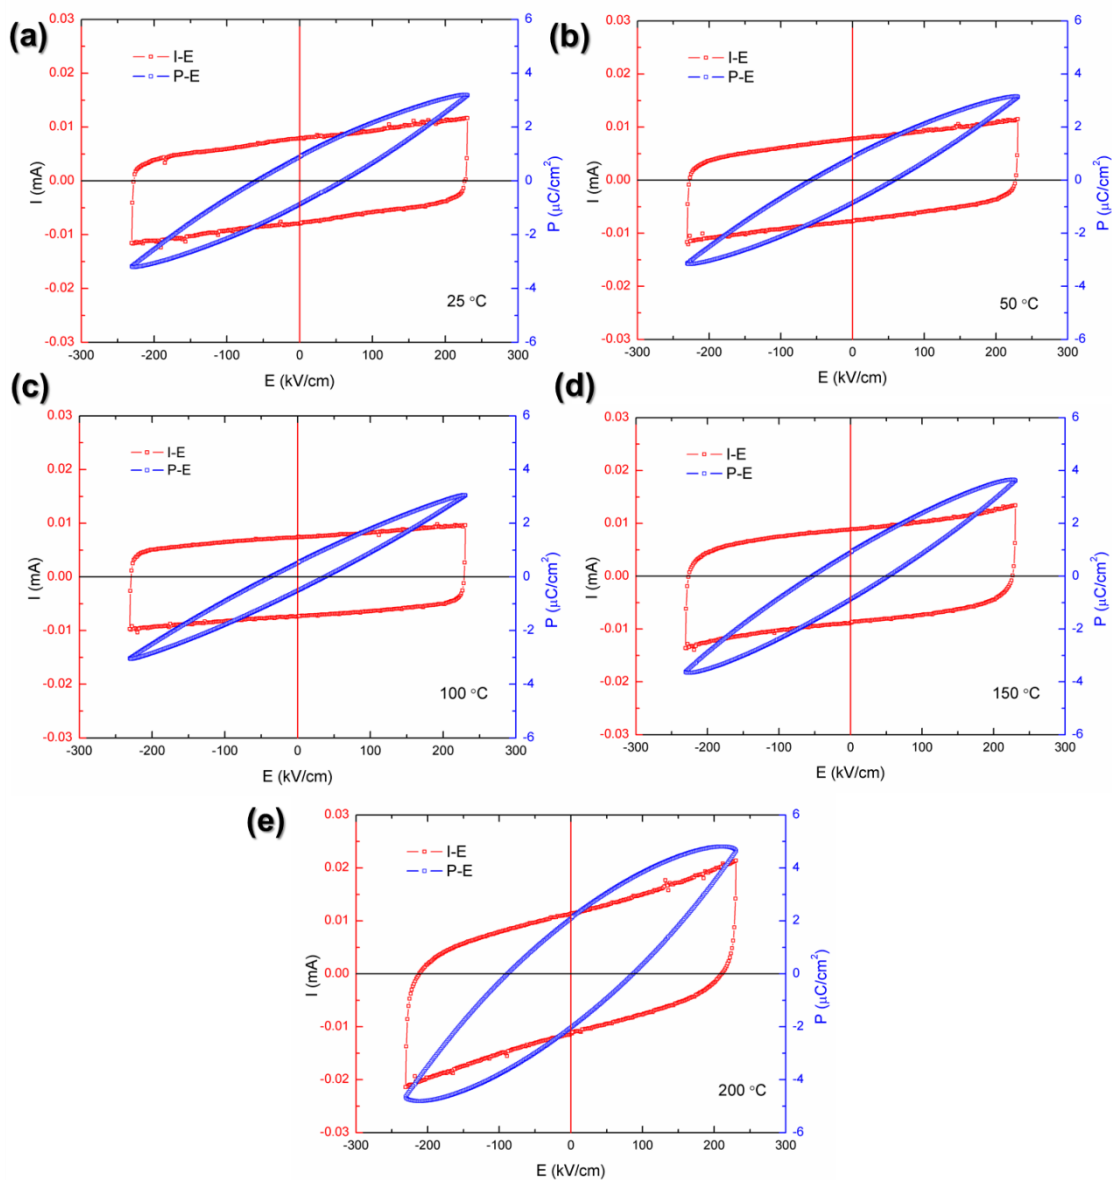 (a)
0.03
0.02
0.01
0.00
-0.01
-0.02
-0.03
I (mA)
I-E
P-E
6
4
2
0
-2
-4
-6
P (μC/cm²)
25 °C
-300 -200 -100 0 100 200 300
E (kV/cm)
(b)
0.03
0.02
0.01
0.00
-0.01
-0.02
-0.03
I (mA)
I-E
P-E
6
4
2
0
-2
-4
-6
P (μC/cm²)
50 °C
-300 -200 -100 0 100 200 300
E (kV/cm)
(c)
0.03
0.02
0.01
0.00
-0.01
-0.02
-0.03
I (mA)
I-E
P-E
6
4
2
0
-2
-4
-6
P (μC/cm²)
100 °C
-300 -200 -100 0 100 200 300
E (kV/cm)
(d)
0.03
0.02
0.01
0.00
-0.01
-0.02
-0.03
I (mA)
I-E
P-E
6
4
2
0
-2
-4
-6
P (μC/cm²)
150 °C
-300 -200 -100 0 100 200 300
E (kV/cm)
(e)
0.03
0.02
0.01
0.00
-0.01
-0.02
-0.03
I (mA)
I-E
P-E
6
4
2
0
-2
-4
-6
P (μC/cm²)
200 °C
-300 -200 -100 0 100 200 300
E (kV/cm)